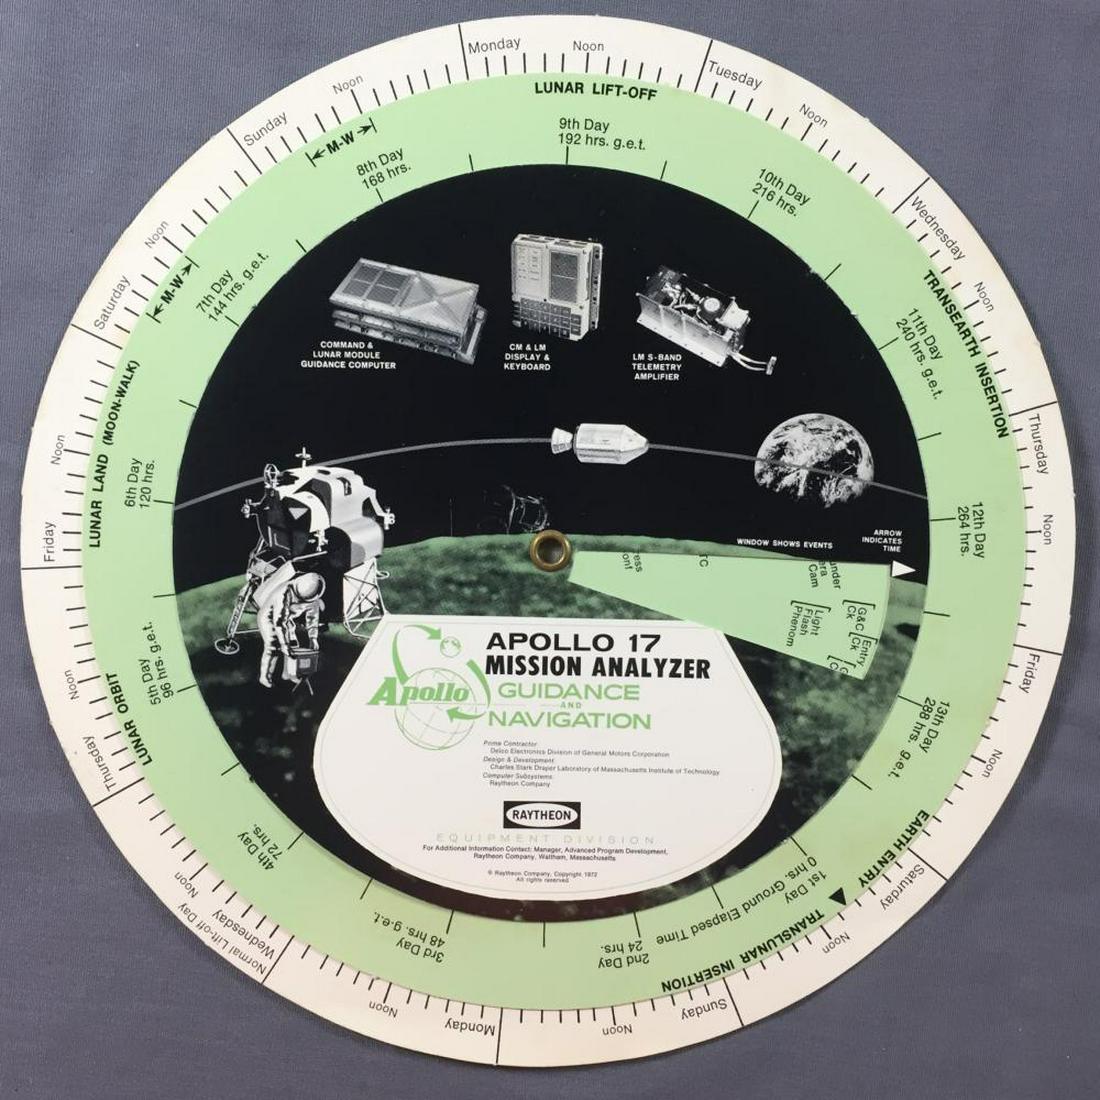 Monday
Noon
Tuesday
Noon
Wednesday
Noon
Thursday
Noon
Friday
Noon
Saturday
Noon
Sunday
Noon
Monday
Noon
Normal Lift-off Day
Wednesday
Noon
Thursday
Noon
Friday
Noon
Saturday
Noon
Sunday
Noon
LUNAR LIFT-OFF
TRANSEARTH INSERTION
EARTH ENTRY
TRANSLUNAR INSERTION
LUNAR ORBIT
LUNAR LAND (MOON-WALK)
M-W
M-W
1st Day
0 hrs. Ground Elapsed Time
2nd Day
24 hrs.
3rd Day
48 hrs. g.e.t.
4th Day
72 hrs.
5th Day
96 hrs. g.e.t.
6th Day
120 hrs.
7th Day
144 hrs. g.e.t.
8th Day
168 hrs.
9th Day
192 hrs. g.e.t.
10th Day
216 hrs.
11th Day
240 hrs. g.e.t.
12th Day
264 hrs.
13th Day
288 hrs. g.e.t.
COMMAND &
LUNAR MODULE
GUIDANCE COMPUTER
CM & LM
DISPLAY &
KEYBOARD
LM S-BAND
TELEMETRY
AMPLIFIER
WINDOW SHOWS EVENTS
ARROW
INDICATES
TIME
Cam
Light
Flash
Phenom
G&C
Ck
Entry
Ck
APOLLO 17
MISSION ANALYZER
Apollo
GUIDANCE
AND
NAVIGATION
Prime Contractor
Delco Electronics Division of General Motors Corporation
Design & Development
Charles Stark Draper Laboratory of Massachusetts Institute of Technology
Computer Subsystems
Raytheon Company
RAYTHEON
EQUIPMENT DIVISION
For Additional Information Contact: Manager, Advanced Program Development,
Raytheon Company, Waltham, Massachusetts
© Raytheon Company, Copyright 1972
All rights reserved